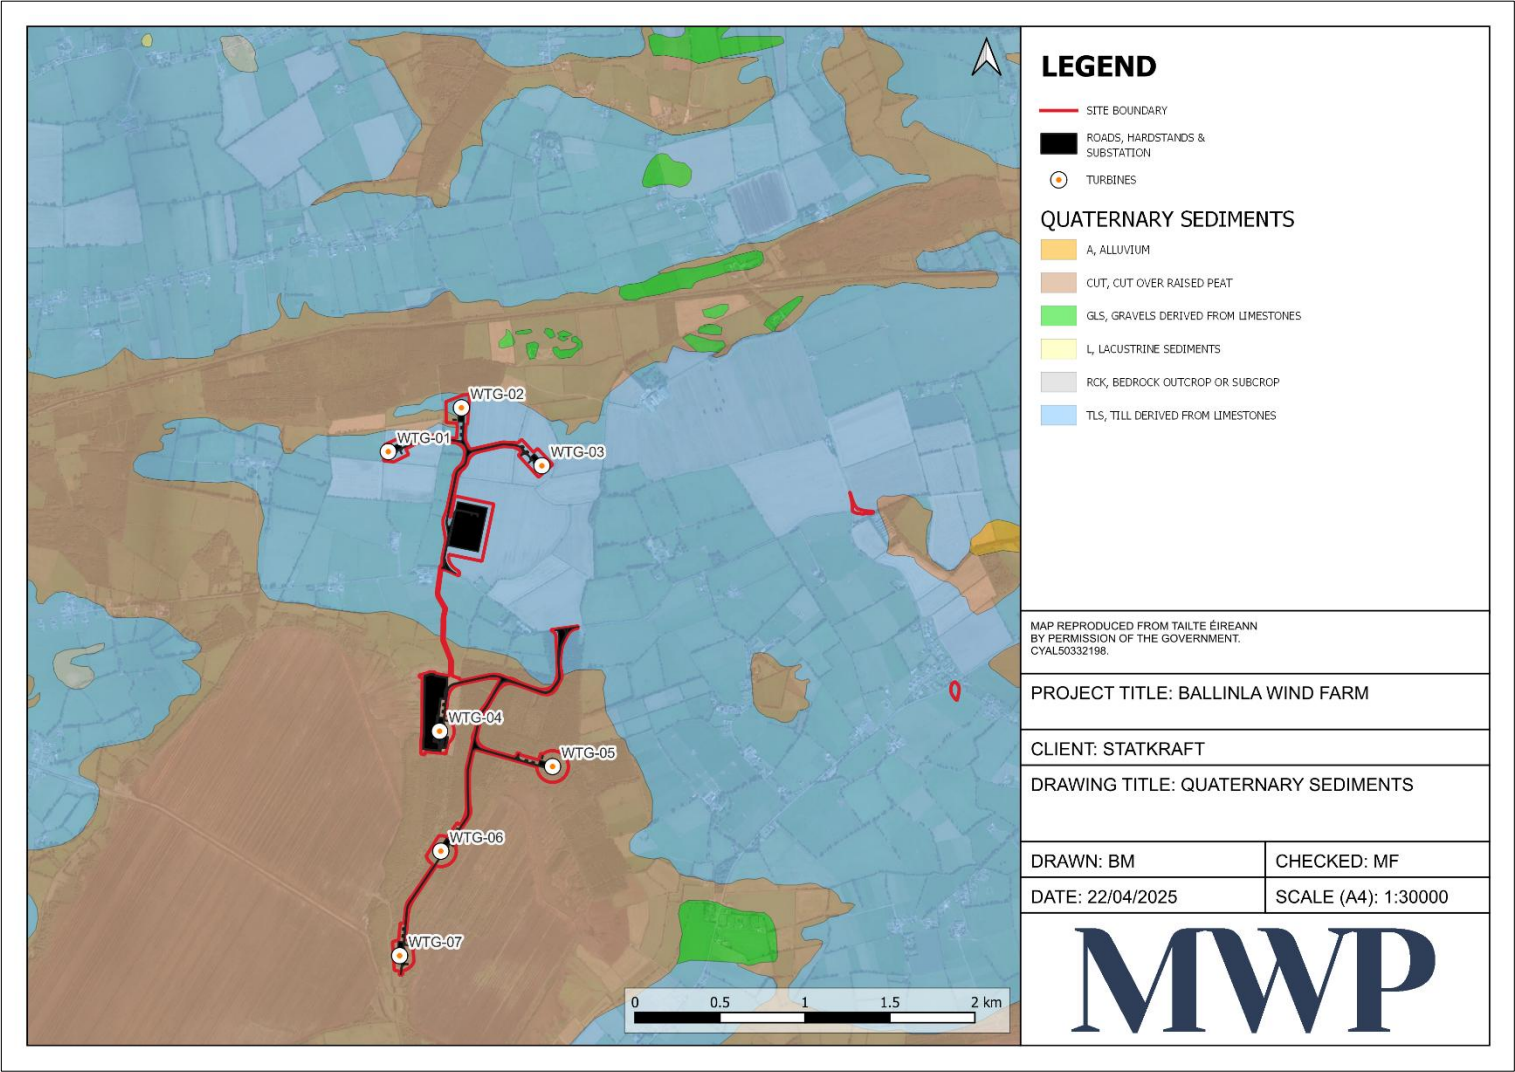 WTG-02
WTG-01
WTG-03
WTG-04
WTG-05
WTG-06
WTG-07
0 0.5 1 1.5 2 km
LEGEND
SITE BOUNDARY
ROADS, HARDSTANDS &
SUBSTATION
TURBINES
QUATERNARY SEDIMENTS
A, ALLUVIUM
CUT, CUT OVER RAISED PEAT
GLS, GRAVELS DERIVED FROM LIMESTONES
L, LACUSTRINE SEDIMENTS
RCK, BEDROCK OUTCROP OR SUBCROP
TLS, TILL DERIVED FROM LIMESTONES
MAP REPRODUCED FROM TAILTE ÉIREANN
BY PERMISSION OF THE GOVERNMENT.
CYAL50332198.
PROJECT TITLE: BALLINLA WIND FARM
CLIENT: STATKRAFT
DRAWING TITLE: QUATERNARY SEDIMENTS
DRAWN: BM
CHECKED: MF
DATE: 22/04/2025
SCALE (A4): 1:30000
MWP